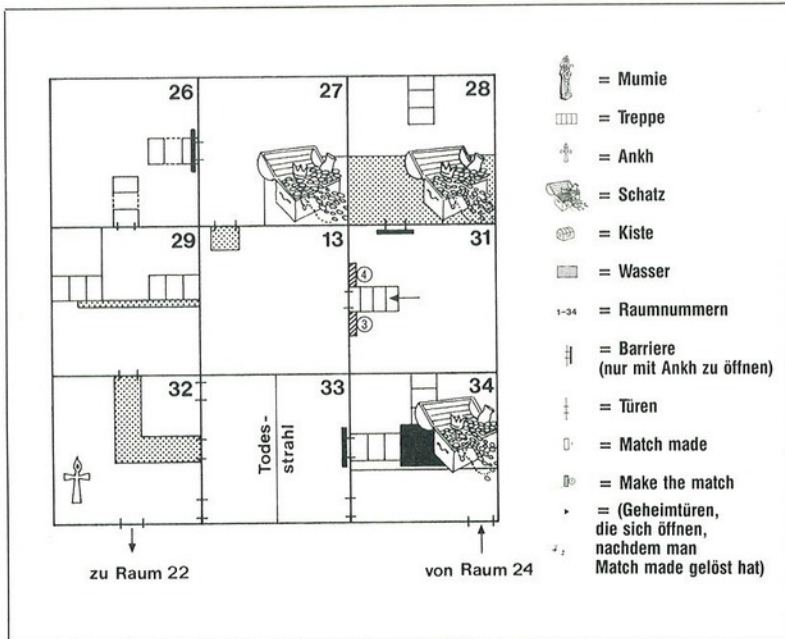 26
27
28
29
13
31
④
③
32
33
34
Todes-
strahl
zu Raum 22
von Raum 24
= Mumie
= Treppe
= Ankh
= Schatz
= Kiste
= Wasser
1–34 = Raumnummern
= Barriere
(nur mit Ankh zu öffnen)
= Türen
= Match made
= Make the match
= (Geheimtüren,
die sich öffnen,
nachdem man
Match made gelöst hat)